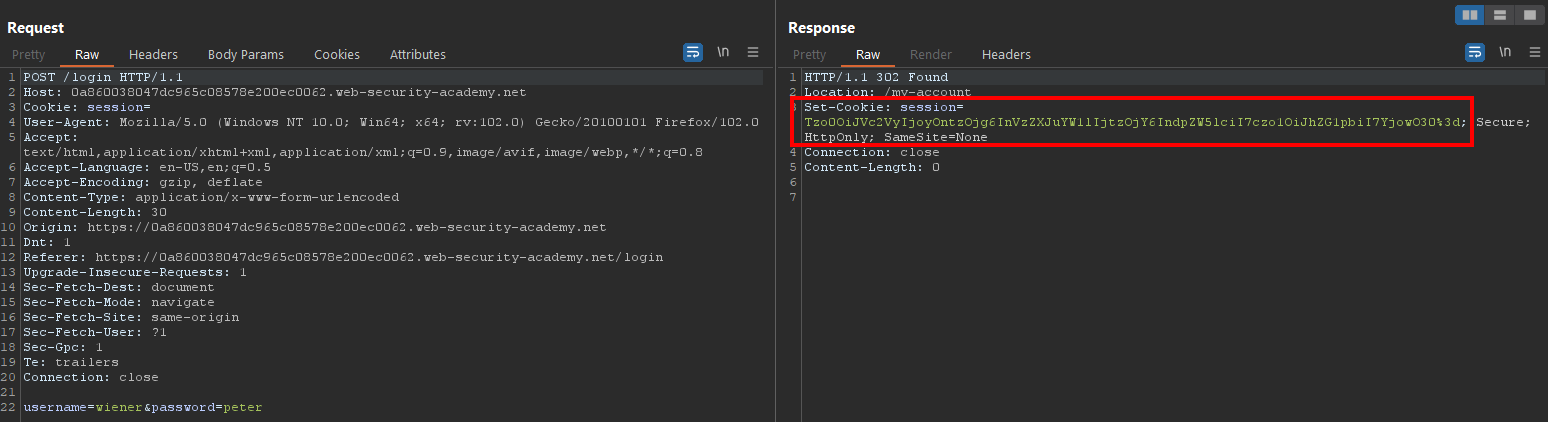 Request
Pretty Raw Headers Body Params Cookies Attributes \n
1 POST /login HTTP/1.1
2 Host: 0a860038047dc965c08578e200ec0062.web-security-academy.net
3 Cookie: session=
4 User-Agent: Mozilla/5.0 (Windows NT 10.0; Win64; x64; rv:102.0) Gecko/20100101 Firefox/102.0
5 Accept:
text/html,application/xhtml+xml,application/xml;q=0.9,image/avif,image/webp,*/*;q=0.8
6 Accept-Language: en-US,en;q=0.5
7 Accept-Encoding: gzip, deflate
8 Content-Type: application/x-www-form-urlencoded
9 Content-Length: 30
10 Origin: https://0a860038047dc965c08578e200ec0062.web-security-academy.net
11 Dnt: 1
12 Referer: https://0a860038047dc965c08578e200ec0062.web-security-academy.net/login
13 Upgrade-Insecure-Requests: 1
14 Sec-Fetch-Dest: document
15 Sec-Fetch-Mode: navigate
16 Sec-Fetch-Site: same-origin
17 Sec-Fetch-User: ?1
18 Sec-Gpc: 1
19 Te: trailers
20 Connection: close
21
22 username=wiener&password=peter
Response
Pretty Raw Render Headers \n
1 HTTP/1.1 302 Found
2 Location: /my-account
3 Set-Cookie: session=
Tzo0OiJVc2VyIjoyOntzOjg6InVzZXJuYW1lIjtzOjY6IndpZW5lciI7czo1OiJhZG1pbiI7YjowO30%3d; Secure;
HttpOnly; SameSite=None
4 Connection: close
5 Content-Length: 0
6
7